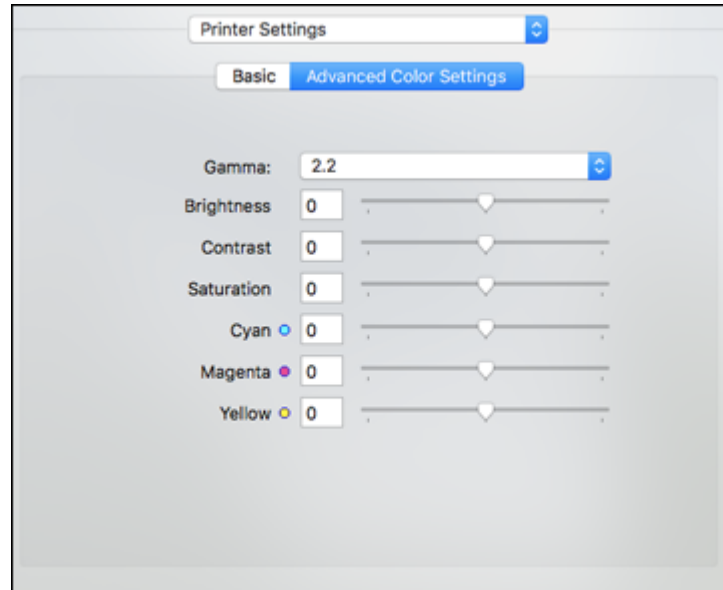 Printer Settings
Basic Advanced Color Settings
Gamma: 2.2
Brightness 0
Contrast 0
Saturation 0
Cyan 0
Magenta 0
Yellow 0